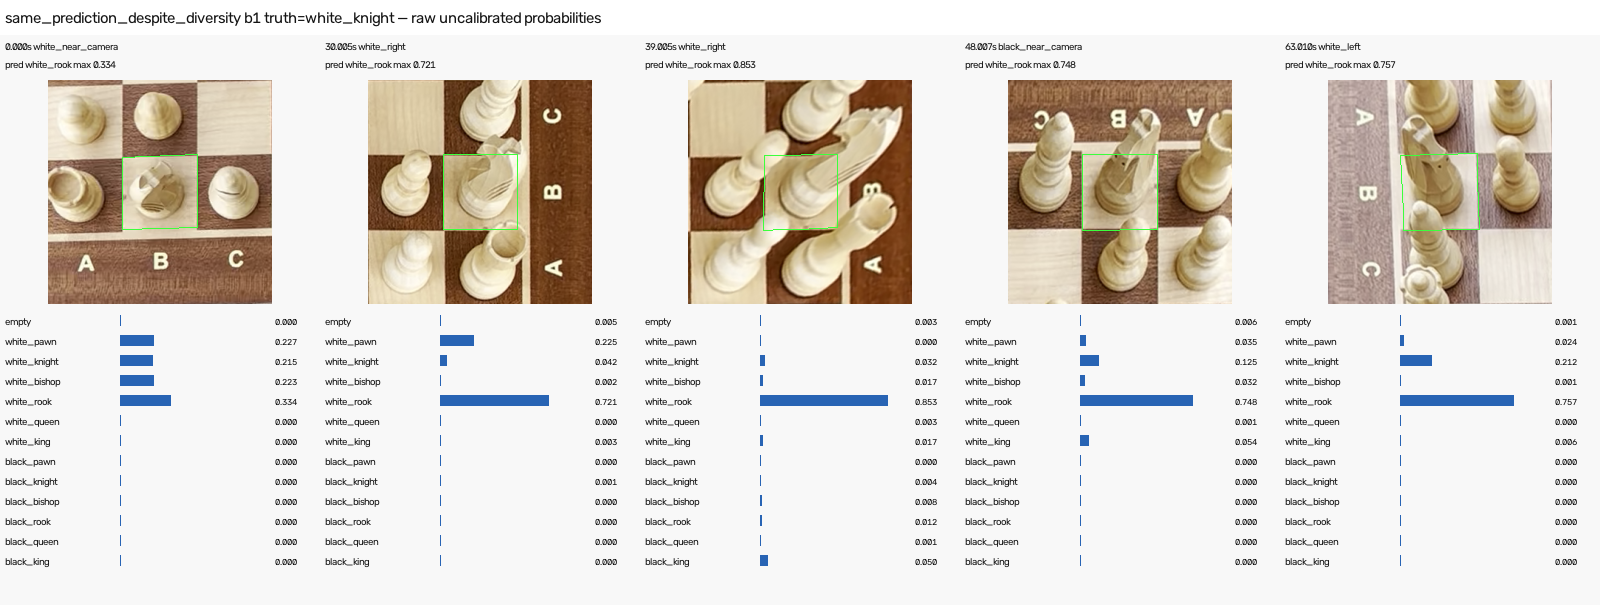 same_prediction_despite_diversity b1 truth=white_knight — raw uncalibrated probabilities
0.000s white_near_camera
pred white_rook max 0.334
A B C
empty 0.000
white_pawn 0.227
white_knight 0.215
white_bishop 0.223
white_rook 0.334
white_queen 0.000
white_king 0.000
black_pawn 0.000
black_knight 0.000
black_bishop 0.000
black_rook 0.000
black_queen 0.000
black_king 0.000
30.005s white_right
pred white_rook max 0.721
C
B
A
empty 0.005
white_pawn 0.225
white_knight 0.042
white_bishop 0.002
white_rook 0.721
white_queen 0.000
white_king 0.003
black_pawn 0.000
black_knight 0.001
black_bishop 0.000
black_rook 0.000
black_queen 0.000
black_king 0.000
39.005s white_right
pred white_rook max 0.853
B
A
empty 0.003
white_pawn 0.000
white_knight 0.032
white_bishop 0.017
white_rook 0.853
white_queen 0.003
white_king 0.017
black_pawn 0.000
black_knight 0.004
black_bishop 0.008
black_rook 0.012
black_queen 0.001
black_king 0.050
48.007s black_near_camera
pred white_rook max 0.748
C B A
empty 0.006
white_pawn 0.035
white_knight 0.125
white_bishop 0.032
white_rook 0.748
white_queen 0.001
white_king 0.054
black_pawn 0.000
black_knight 0.000
black_bishop 0.000
black_rook 0.000
black_queen 0.000
black_king 0.000
63.010s white_left
pred white_rook max 0.757
A
B
C
empty 0.001
white_pawn 0.024
white_knight 0.212
white_bishop 0.001
white_rook 0.757
white_queen 0.000
white_king 0.006
black_pawn 0.000
black_knight 0.000
black_bishop 0.000
black_rook 0.000
black_queen 0.000
black_king 0.000